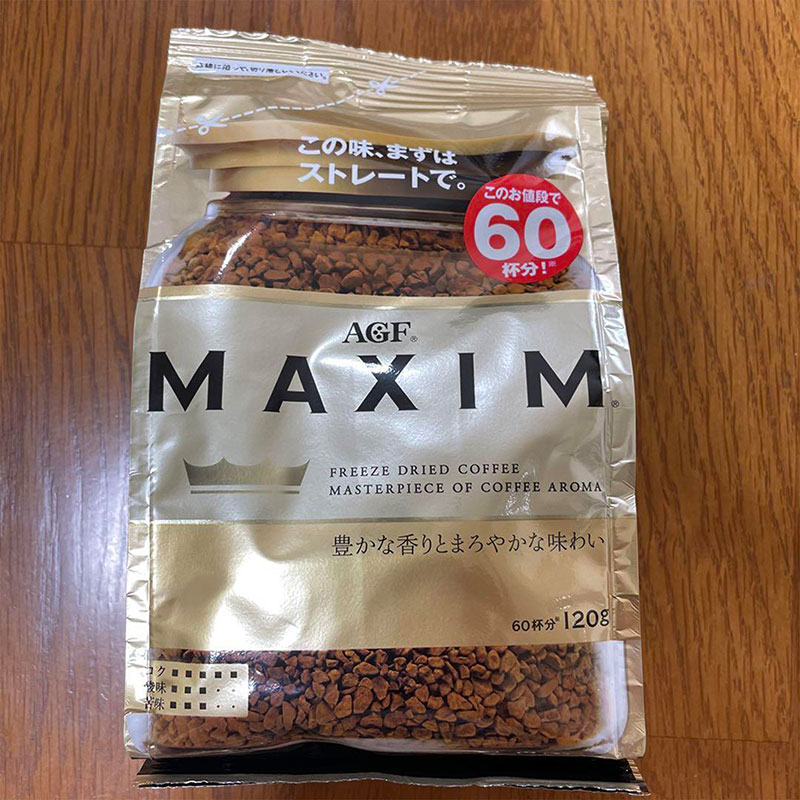 この味、まずは
ストレートで。
このお値段で
60
杯分!※
AGF®
MAXIM®
FREEZE DRIED COFFEE
MASTERPIECE OF COFFEE AROMA
豊かな香りとまろやかな味わい
60杯分※ 120g
コク
酸味
苦味